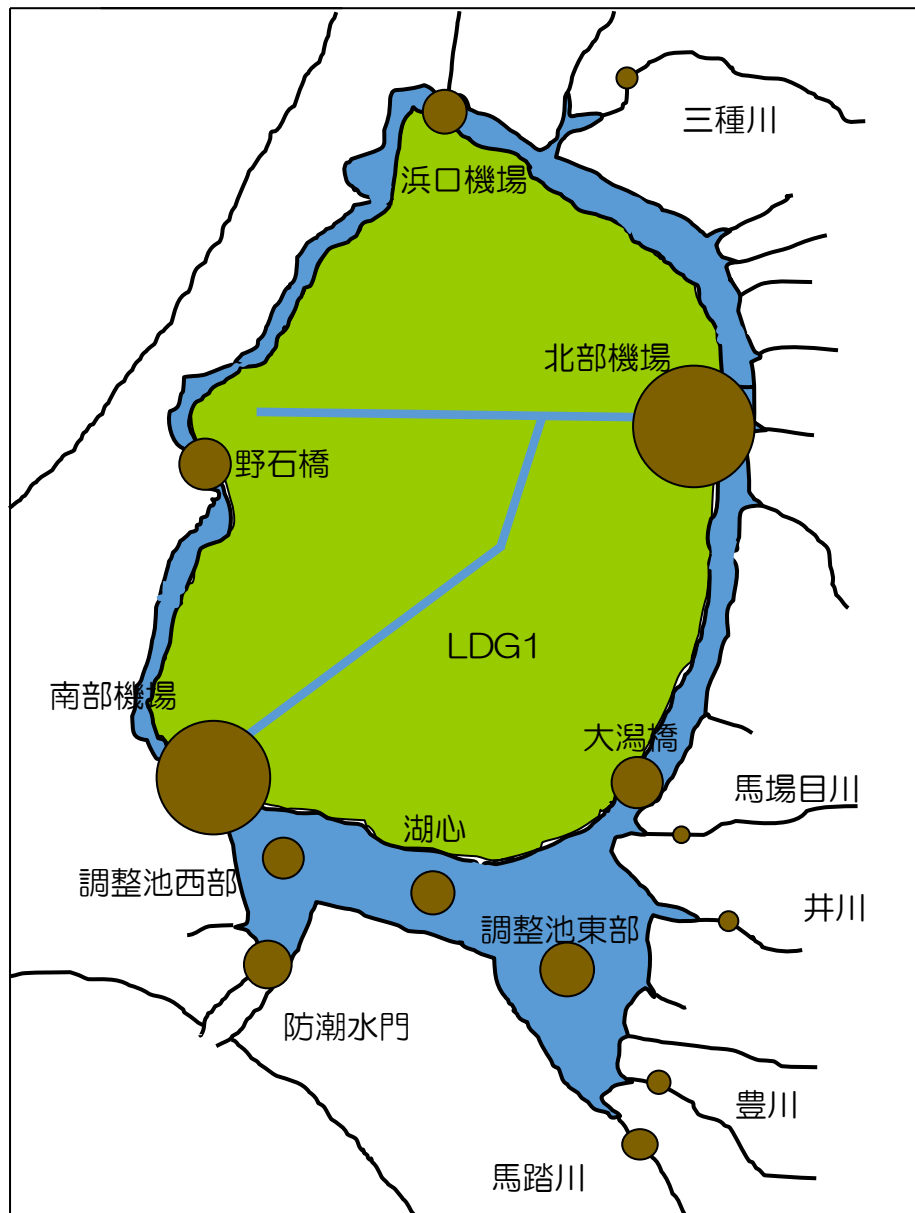 三種川
浜口機場
北部機場
野石橋
LDG1
南部機場
大潟橋
馬場目川
湖心
調整池西部
井川
調整池東部
防潮水門
豊川
馬踏川